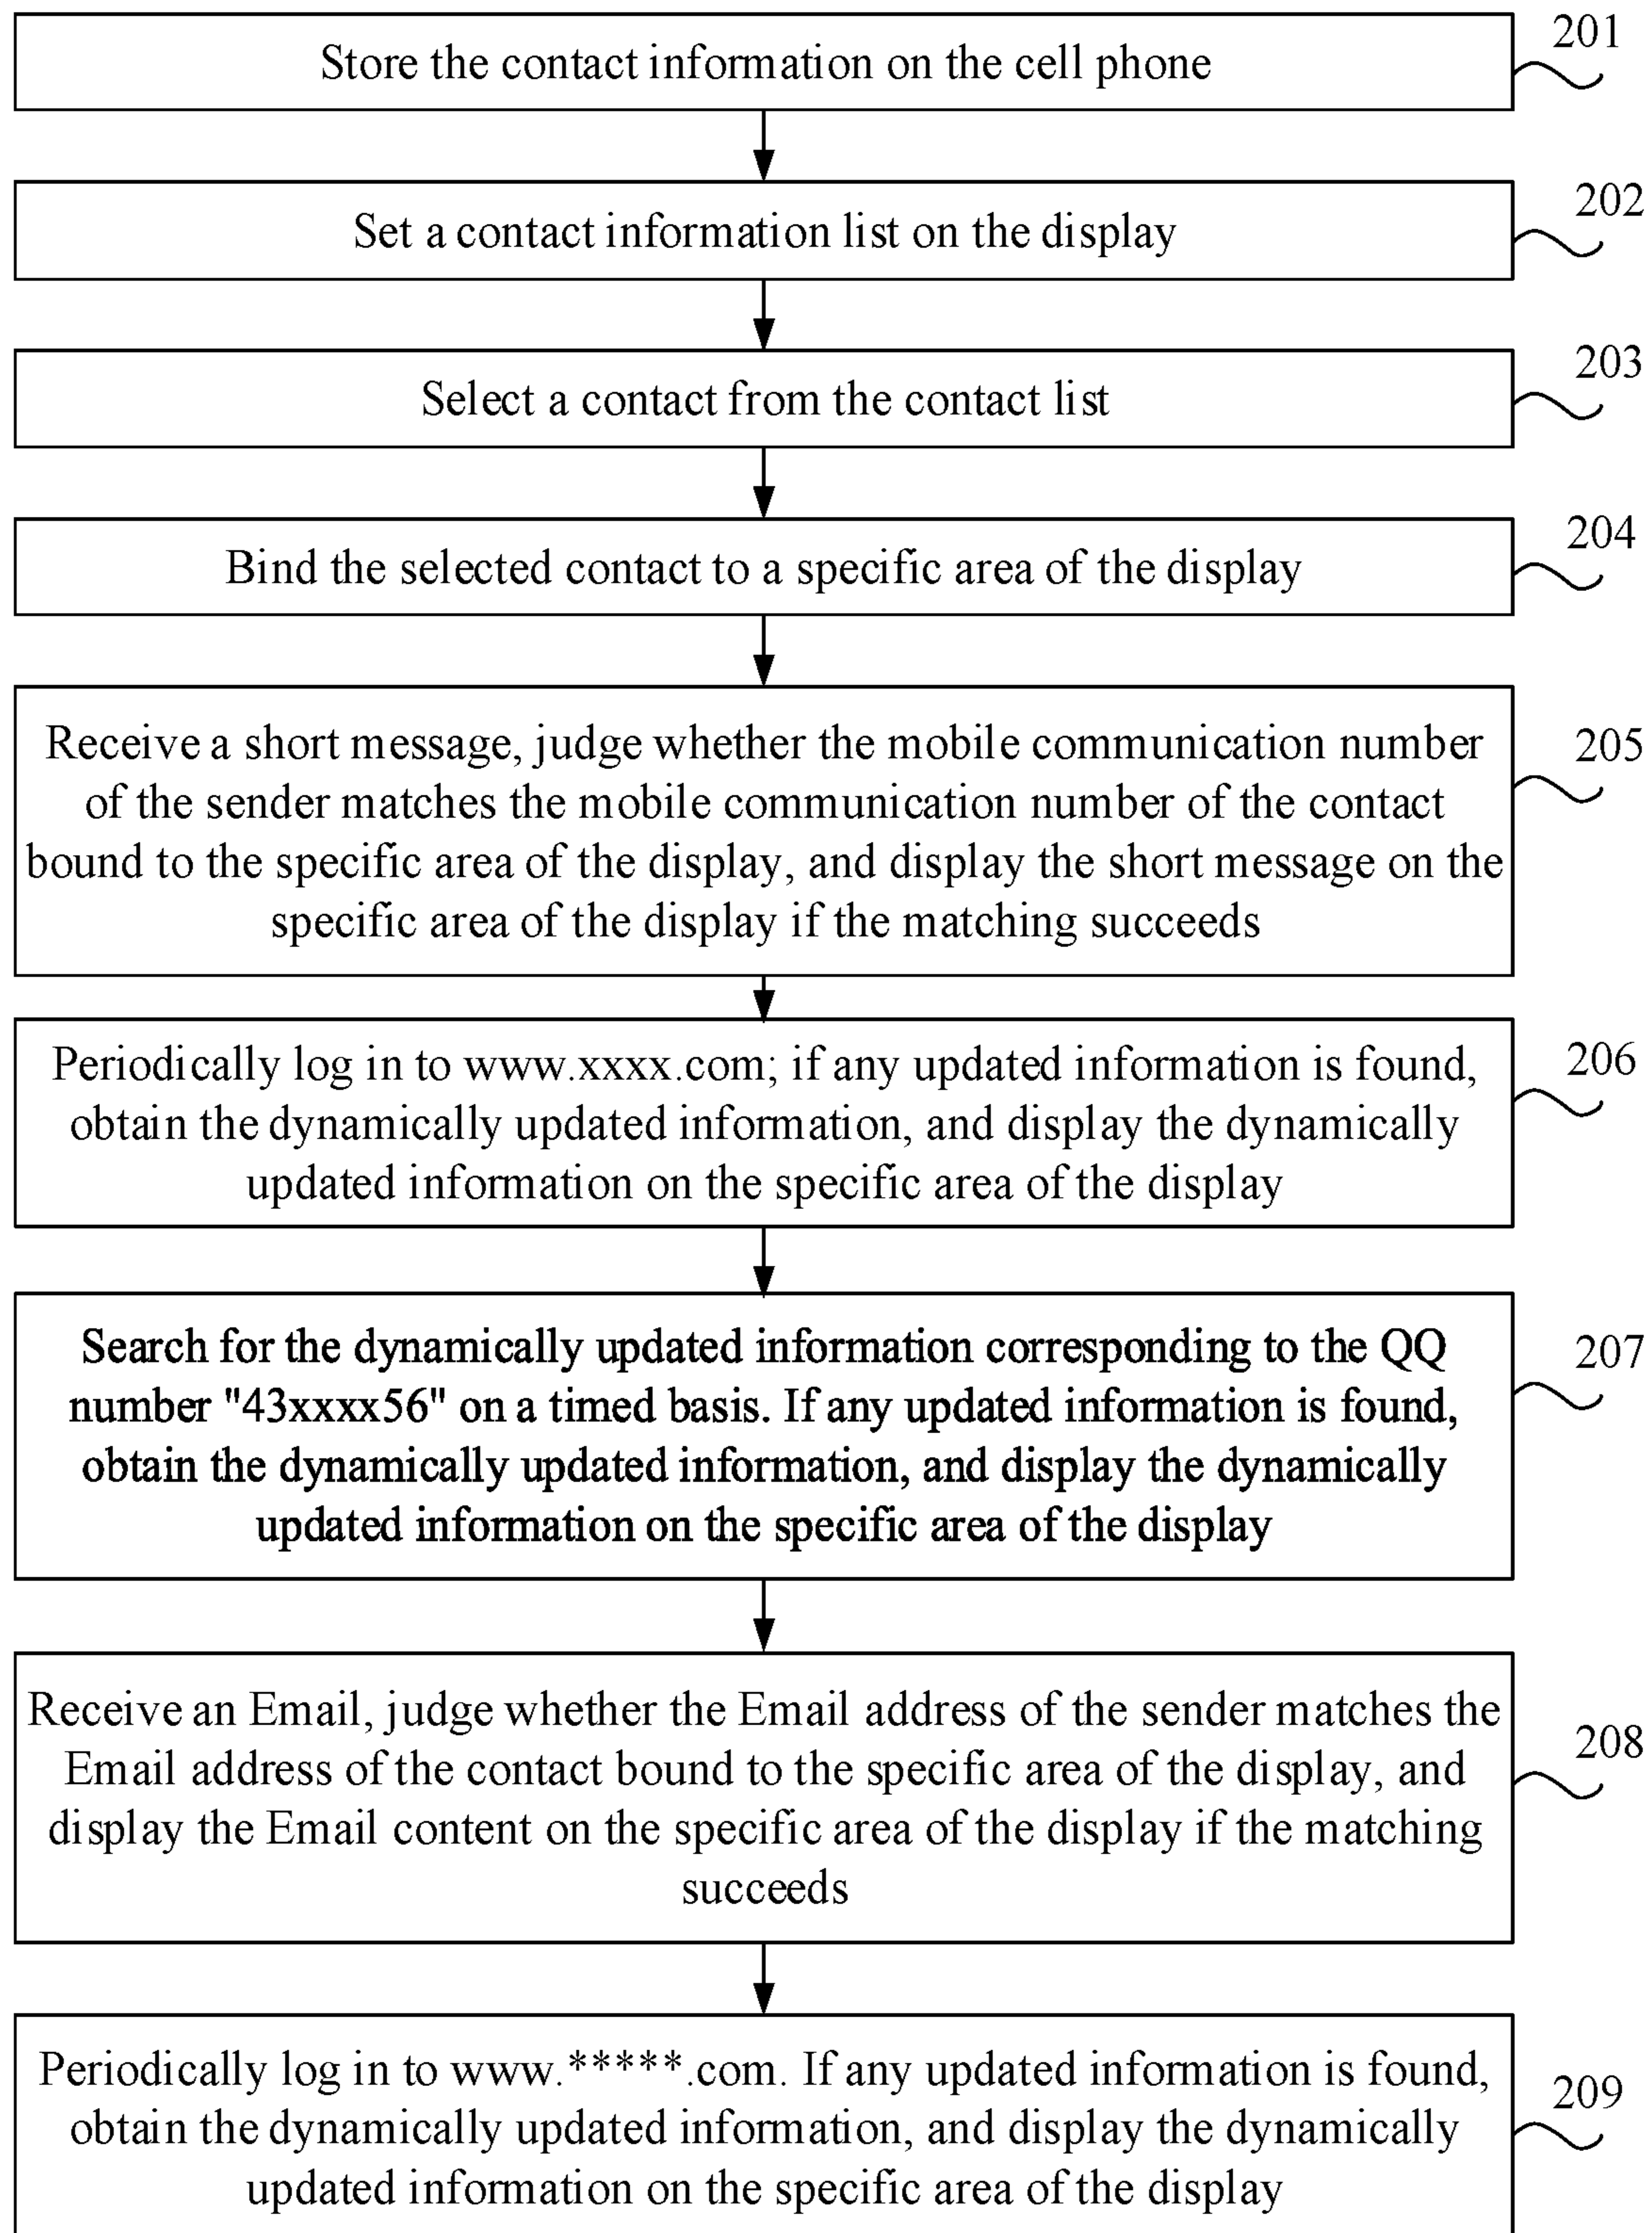 201
Store the contact information on the cell phone
202
Set a contact information list on the display
203
Select a contact from the contact list
204
Bind the selected contact to a specific area of the display
205
Receive a short message, judge whether the mobile communication number
of the sender matches the mobile communication number of the contact
bound to the specific area of the display, and display the short message on the
specific area of the display if the matching succeeds
206
Periodically log in to www.xxxx.com; if any updated information is found,
obtain the dynamically updated information, and display the dynamically
updated information on the specific area of the display
207
Search for the dynamically updated information corresponding to the QQ
number "43xxxx56" on a timed basis. If any updated information is found,
obtain the dynamically updated information, and display the dynamically
updated information on the specific area of the display
208
Receive an Email, judge whether the Email address of the sender matches the
Email address of the contact bound to the specific area of the display, and
display the Email content on the specific area of the display if the matching
succeeds
209
Periodically log in to www.*****.com. If any updated information is found,
obtain the dynamically updated information, and display the dynamically
updated information on the specific area of the display